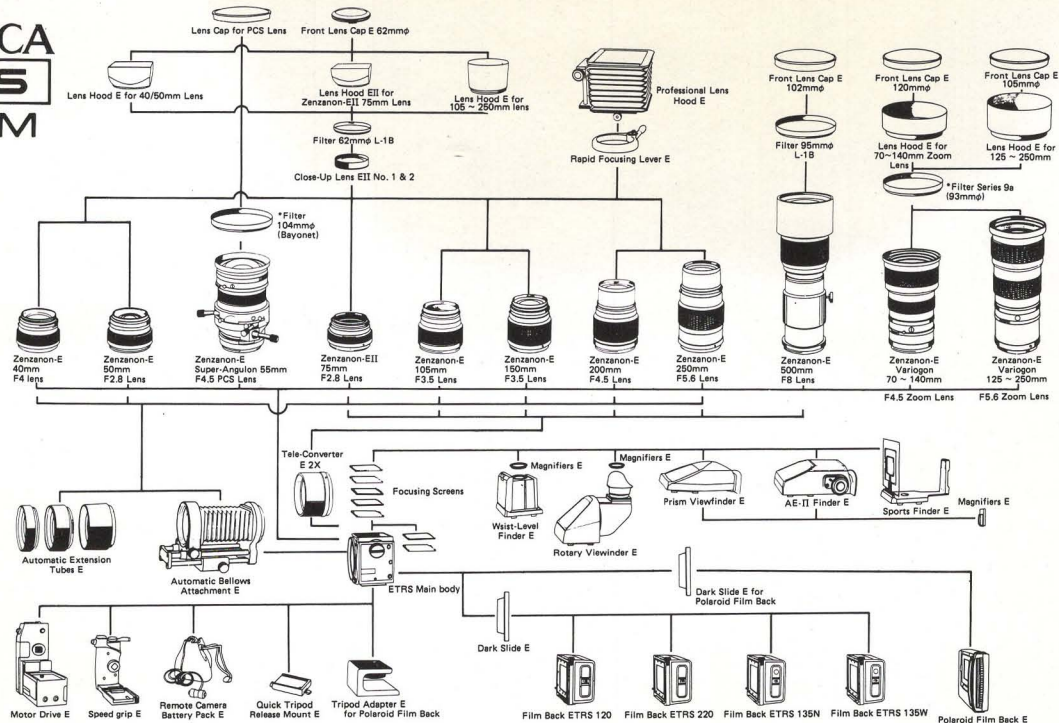 CA
S
M
Lens Cap for PCS Lens
Front Lens Cap E 62mmφ
Lens Hood E for 40/50mm Lens
Lens Hood EII for
Zenzanon-EII 75mm Lens
Lens Hood E for
105 ~ 250mm lens
Professional Lens
Hood E
Front Lens Cap E
102mmφ
Front Lens Cap E
120mmφ
Front Lens Cap E
105mmφ
Filter 62mmφ L-1B
Rapid Focusing Lever E
Filter 95mmφ
L-1B
Lens Hood E for
70~140mm Zoom
Lens
Lens Hood E for
125 ~ 250mm
Close-Up Lens EII No. 1 & 2
*Filter
104mmφ
(Bayonet)
*Filter Series 9a
(93mmφ)
Zenzanon-E
40mm
F4 lens
Zenzanon-E
50mm
F2.8 Lens
Zenzanon-E
Super-Angulon 55mm
F4.5 PCS Lens
Zenzanon-EII
75mm
F2.8 Lens
Zenzanon-E
105mm
F3.5 Lens
Zenzanon-E
150mm
F3.5 Lens
Zenzanon-E
200mm
F4.5 Lens
Zenzanon-E
250mm
F5.6 Lens
Zenzanon-E
500mm
F8 Lens
Zenzanon-E
Variogon
70 ~ 140mm
F4.5 Zoom Lens
Zenzanon-E
Variogon
125 ~ 250mm
F5.6 Zoom Lens
Tele-Converter
E 2X
Focusing Screens
Magnifiers E
Wsist-Level
Finder E
Magnifiers E
Rotary Viewinder E
Prism Viewfinder E
AE-II Finder E
Sports Finder E
Magnifiers E
Automatic Extension
Tubes E
Automatic Bellows
Attachment E
ETRS Main body
Dark Slide E for
Polaroid Film Back
Dark Slide E
Motor Drive E
Speed grip E
Remote Camera
Battery Pack E
Quick Tripod
Release Mount E
Tripod Adapter E
for Polaroid Film Back
Film Back ETRS 120
Film Back ETRS 220
Film Back ETRS 135N
Film Back ETRS 135W
Polaroid Film Back E